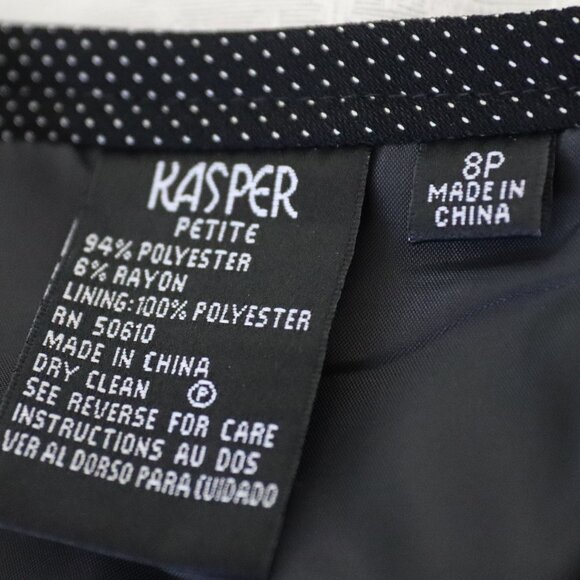 KASPER
PETITE
94% POLYESTER
6% RAYON
LINING:100% POLYESTER
RN 50610
MADE IN CHINA
DRY CLEAN Ⓟ
SEE REVERSE FOR CARE
INSTRUCTIONS AU DOS
VER AL DORSO PARA CUIDADO
8P
MADE IN
CHINA